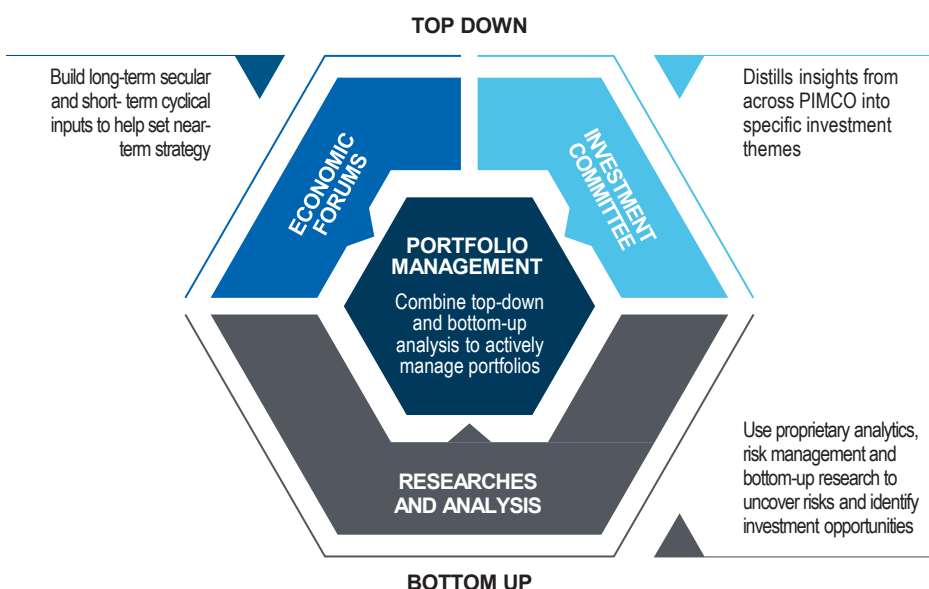 TOP DOWN
Build long-term secular
and short- term cyclical
inputs to help set near-
term strategy
Distills insights from
across PIMCO into
specific investment
themes
ECONOMIC
FORUMS
INVESTMENT
COMMITTEE
PORTFOLIO
MANAGEMENT
Combine top-down
and bottom-up
analysis to actively
manage portfolios
Use proprietary analytics,
risk management and
bottom-up research to
uncover risks and identify
investment opportunities
RESEARCHES
AND ANALYSIS
BOTTOM UP